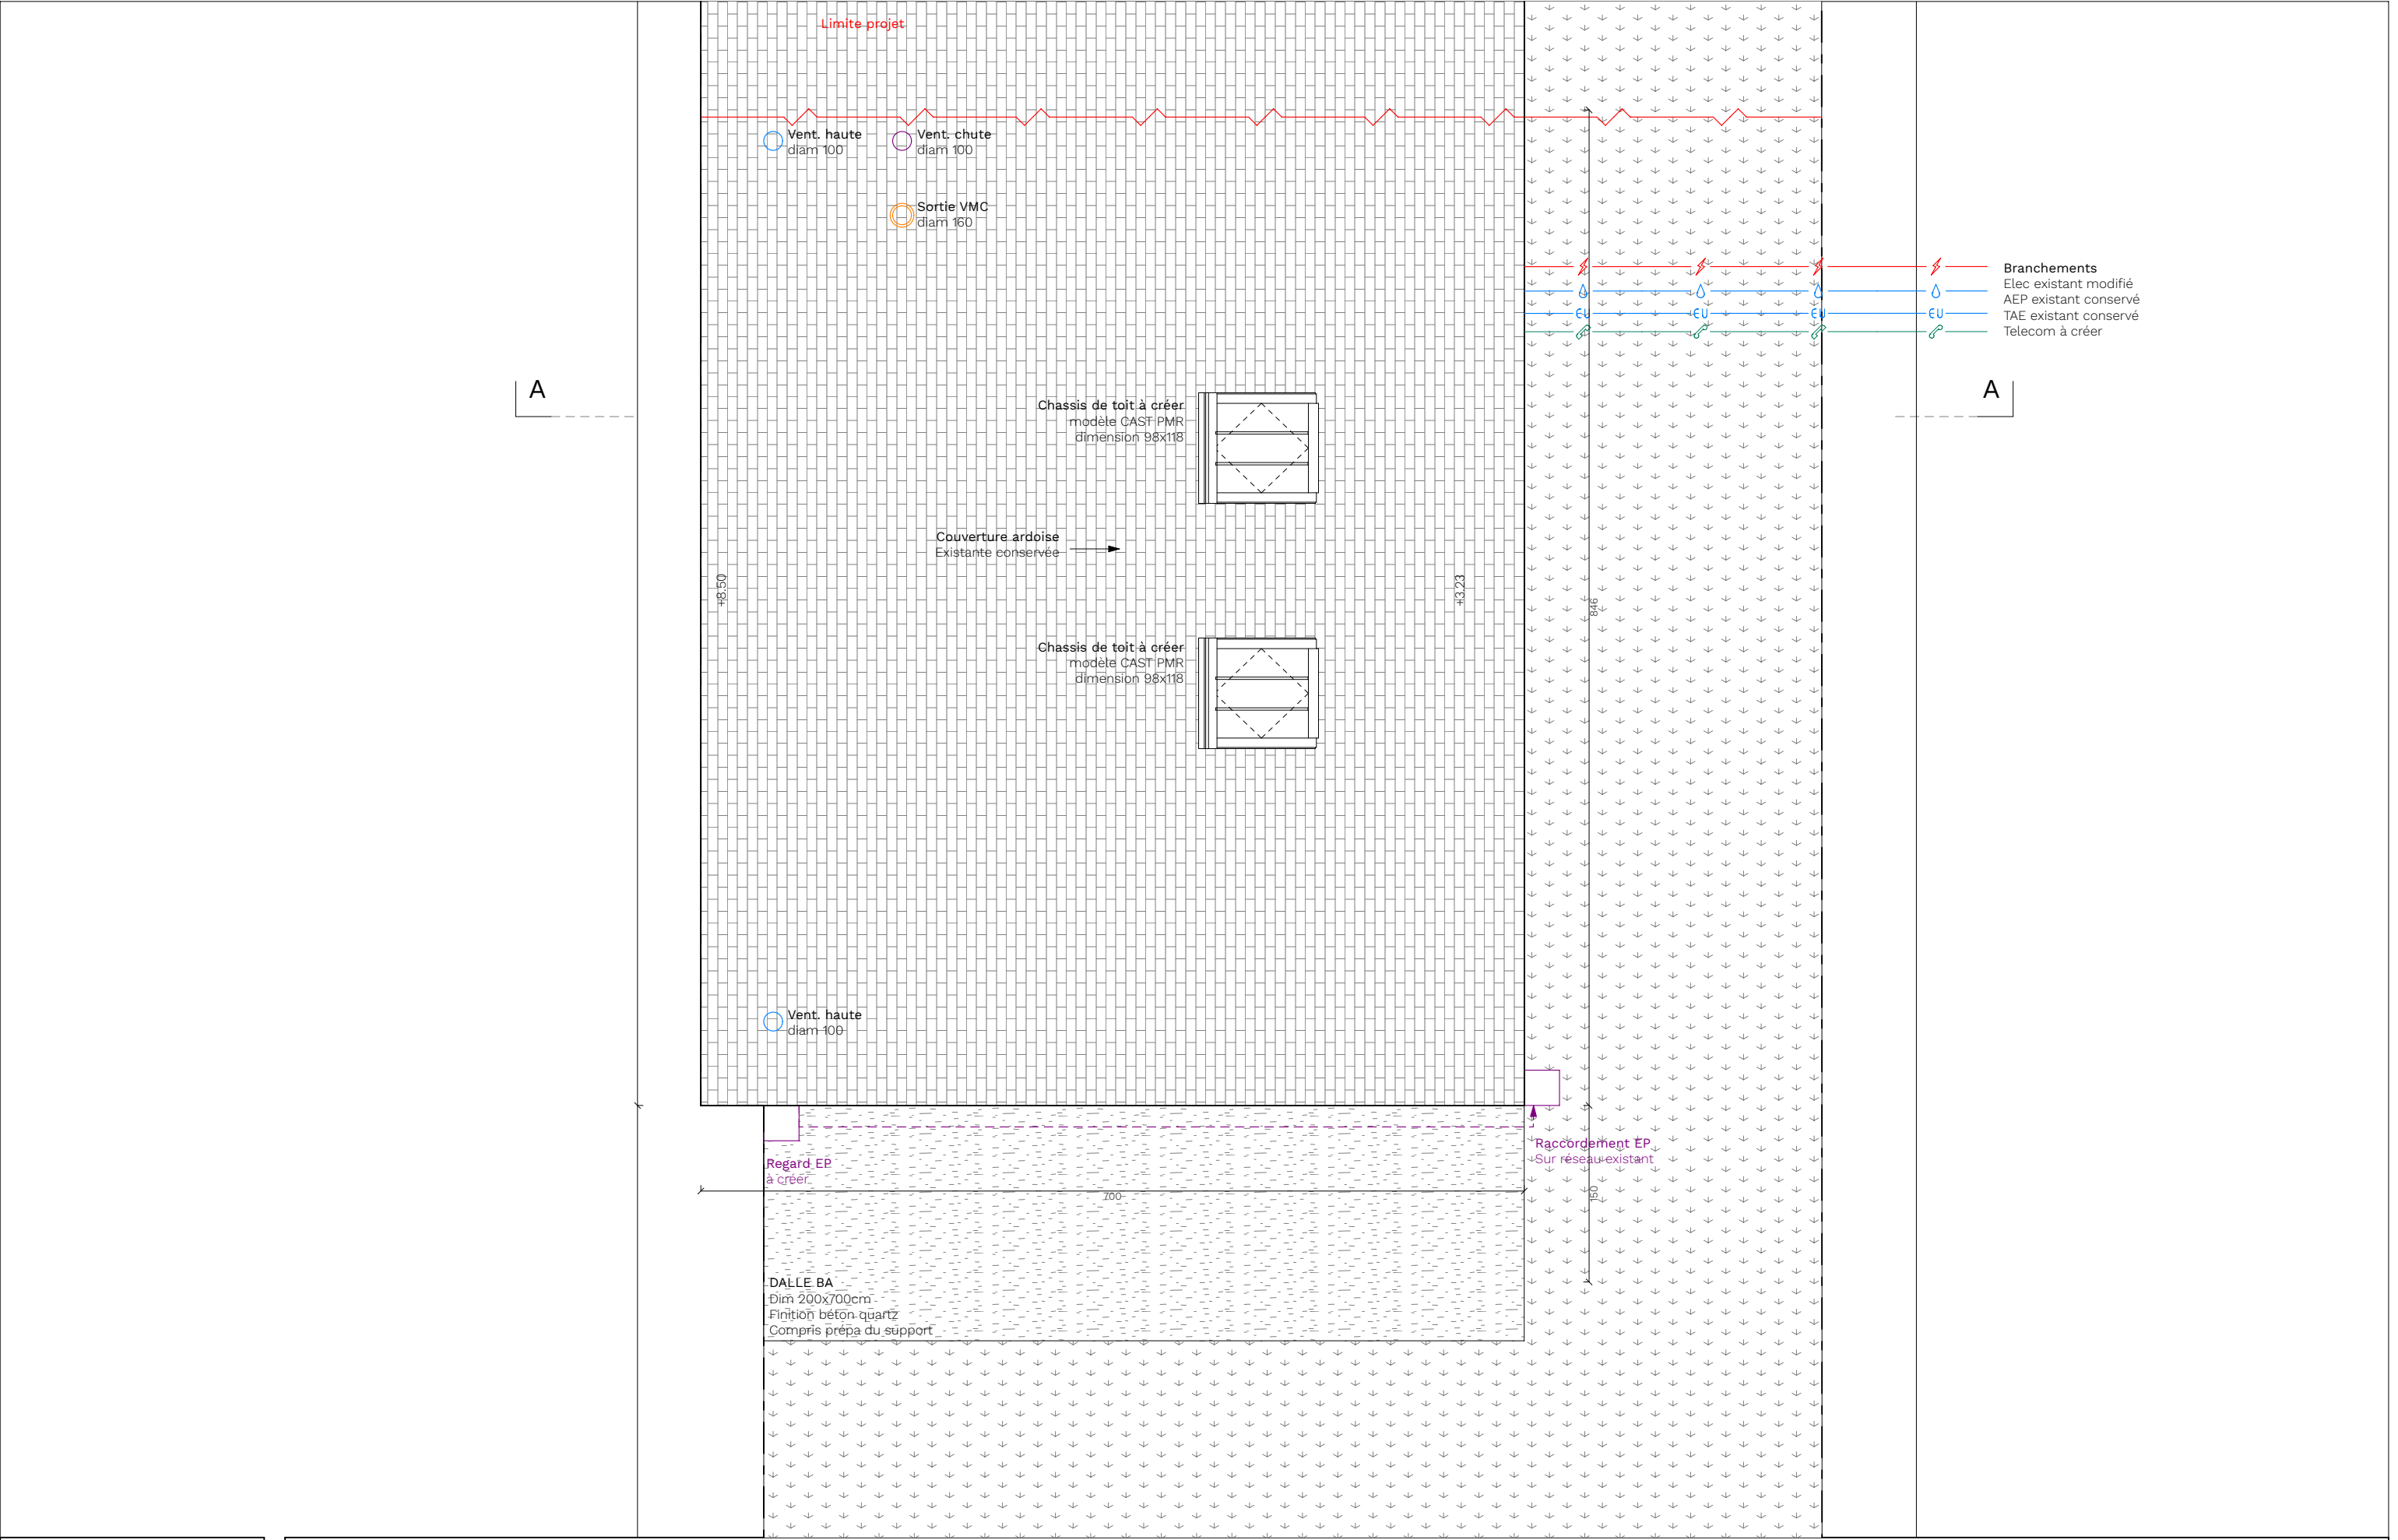 Limite projet
Vent. haute
diam 100
Vent. chute
diam 100
Sortie VMC
diam 160
Branchements
Elec existant modifié
AEP existant conservé
TAE existant conservé
Telecom à créer
EU EU EU EU
A
A
Chassis de toit à créer
modèle CAST PMR
dimension 98x118
Couverture ardoise
Existante conservée
+8.50
+3.23
846
Chassis de toit à créer
modèle CAST PMR
dimension 98x118
Vent. haute
diam 100
Raccordement EP
Sur réseau existant
Regard EP
à créer
700
150
DALLE BA
Dim 200x700cm
Finition béton quartz
Compris prépa du support